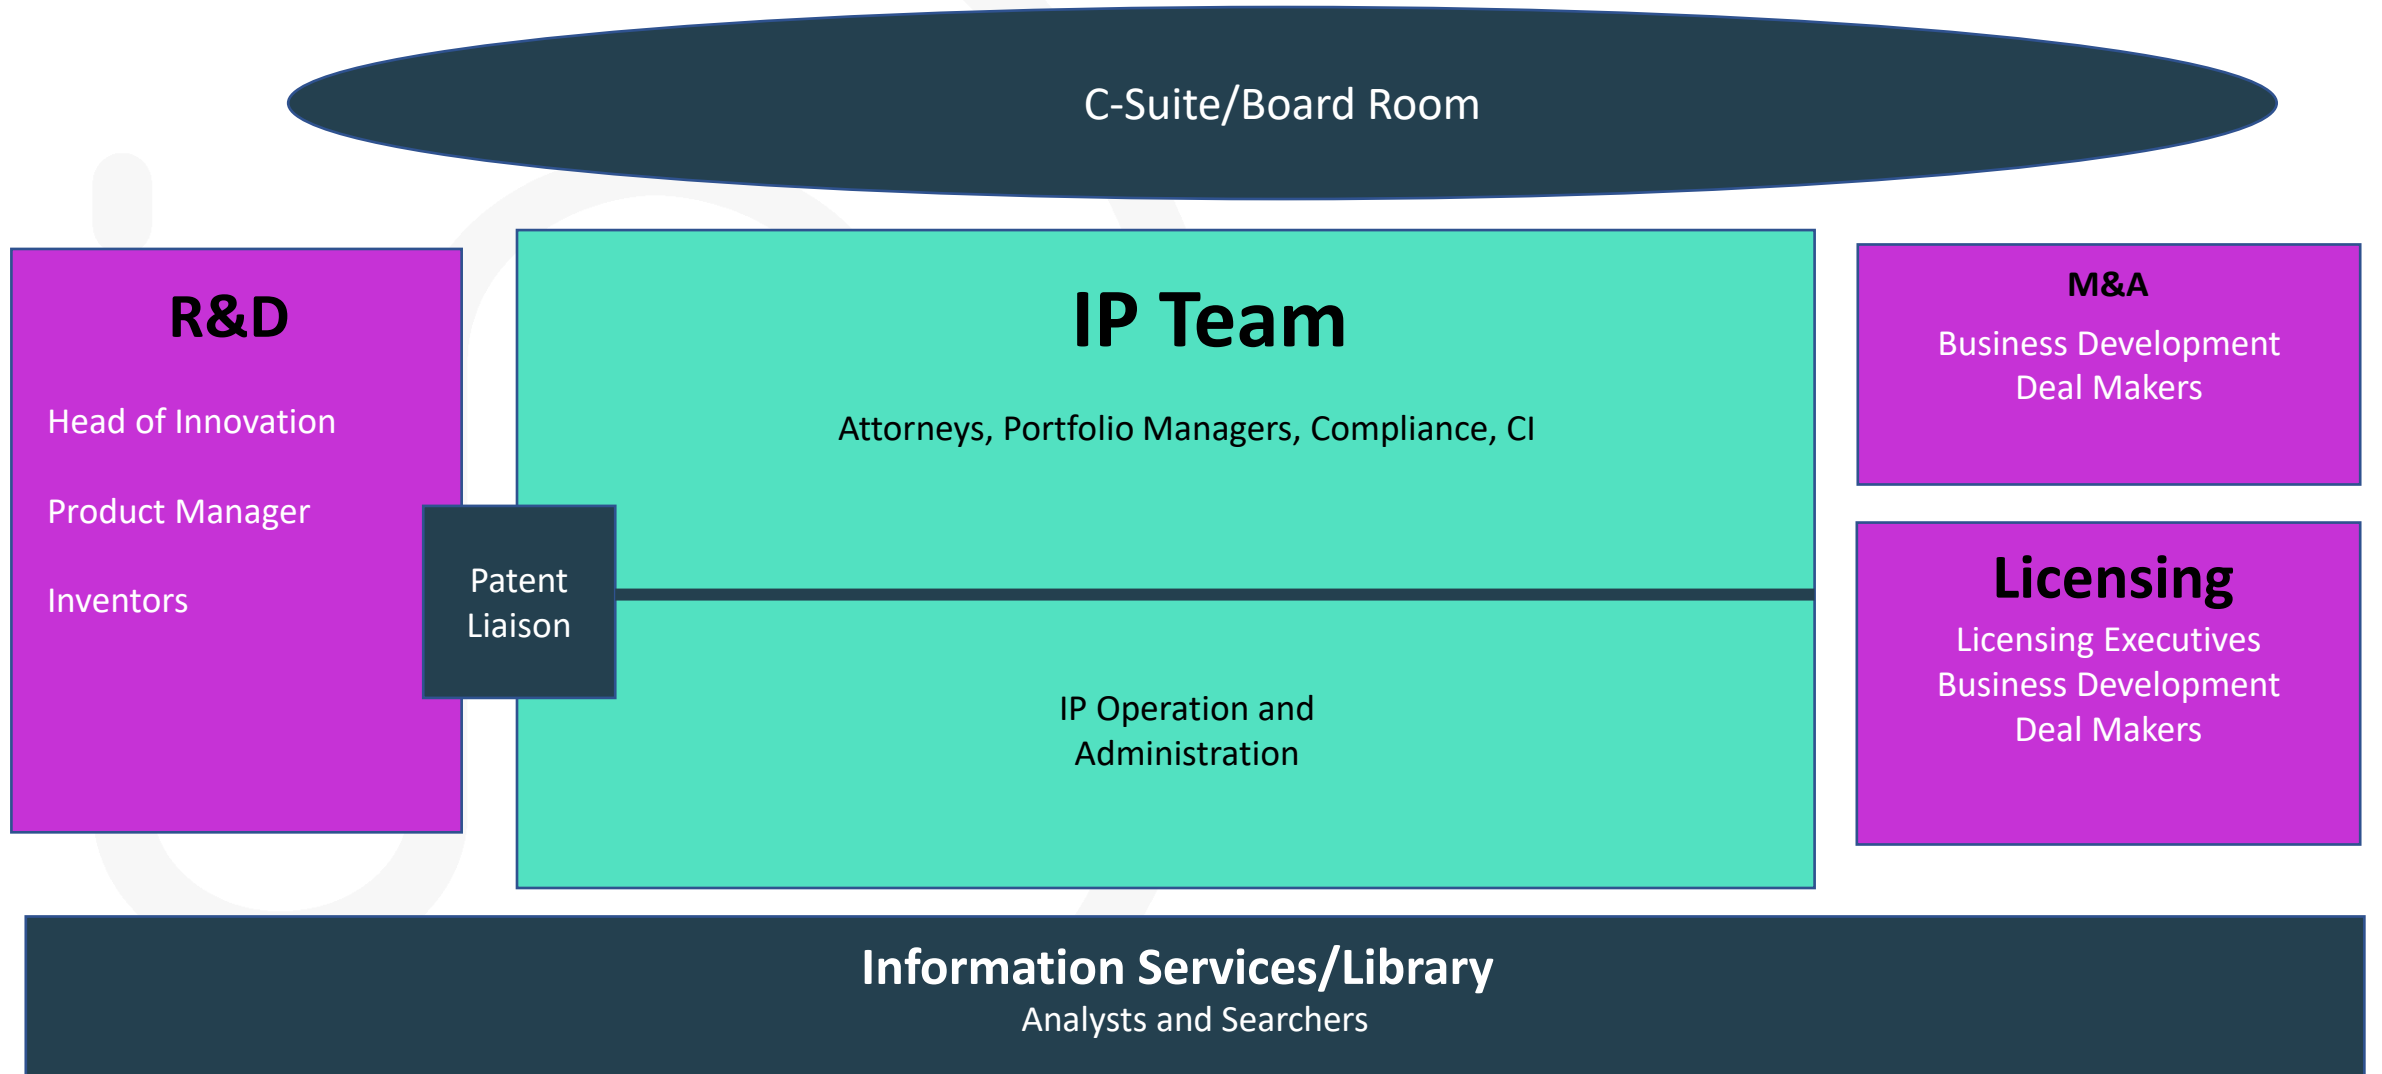 C-Suite/Board Room
R&D
Head of Innovation
Product Manager
Inventors
Patent
Liaison
IP Team
Attorneys, Portfolio Managers, Compliance, CI
IP Operation and
Administration
M&A
Business Development
Deal Makers
Licensing
Licensing Executives
Business Development
Deal Makers
Information Services/Library
Analysts and Searchers